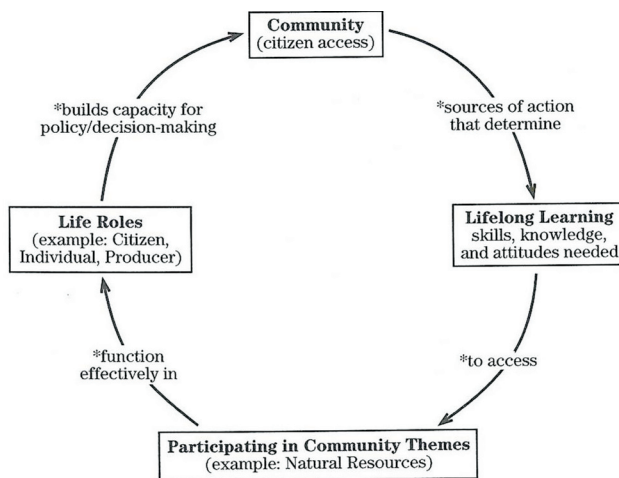 Community
(citizen access)
*builds capacity for
policy/decision-making
*sources of action
that determine
Life Roles
(example: Citizen,
Individual, Producer)
Lifelong Learning
skills, knowledge,
and attitudes needed
*function
effectively in
*to access
Participating in Community Themes
(example: Natural Resources)